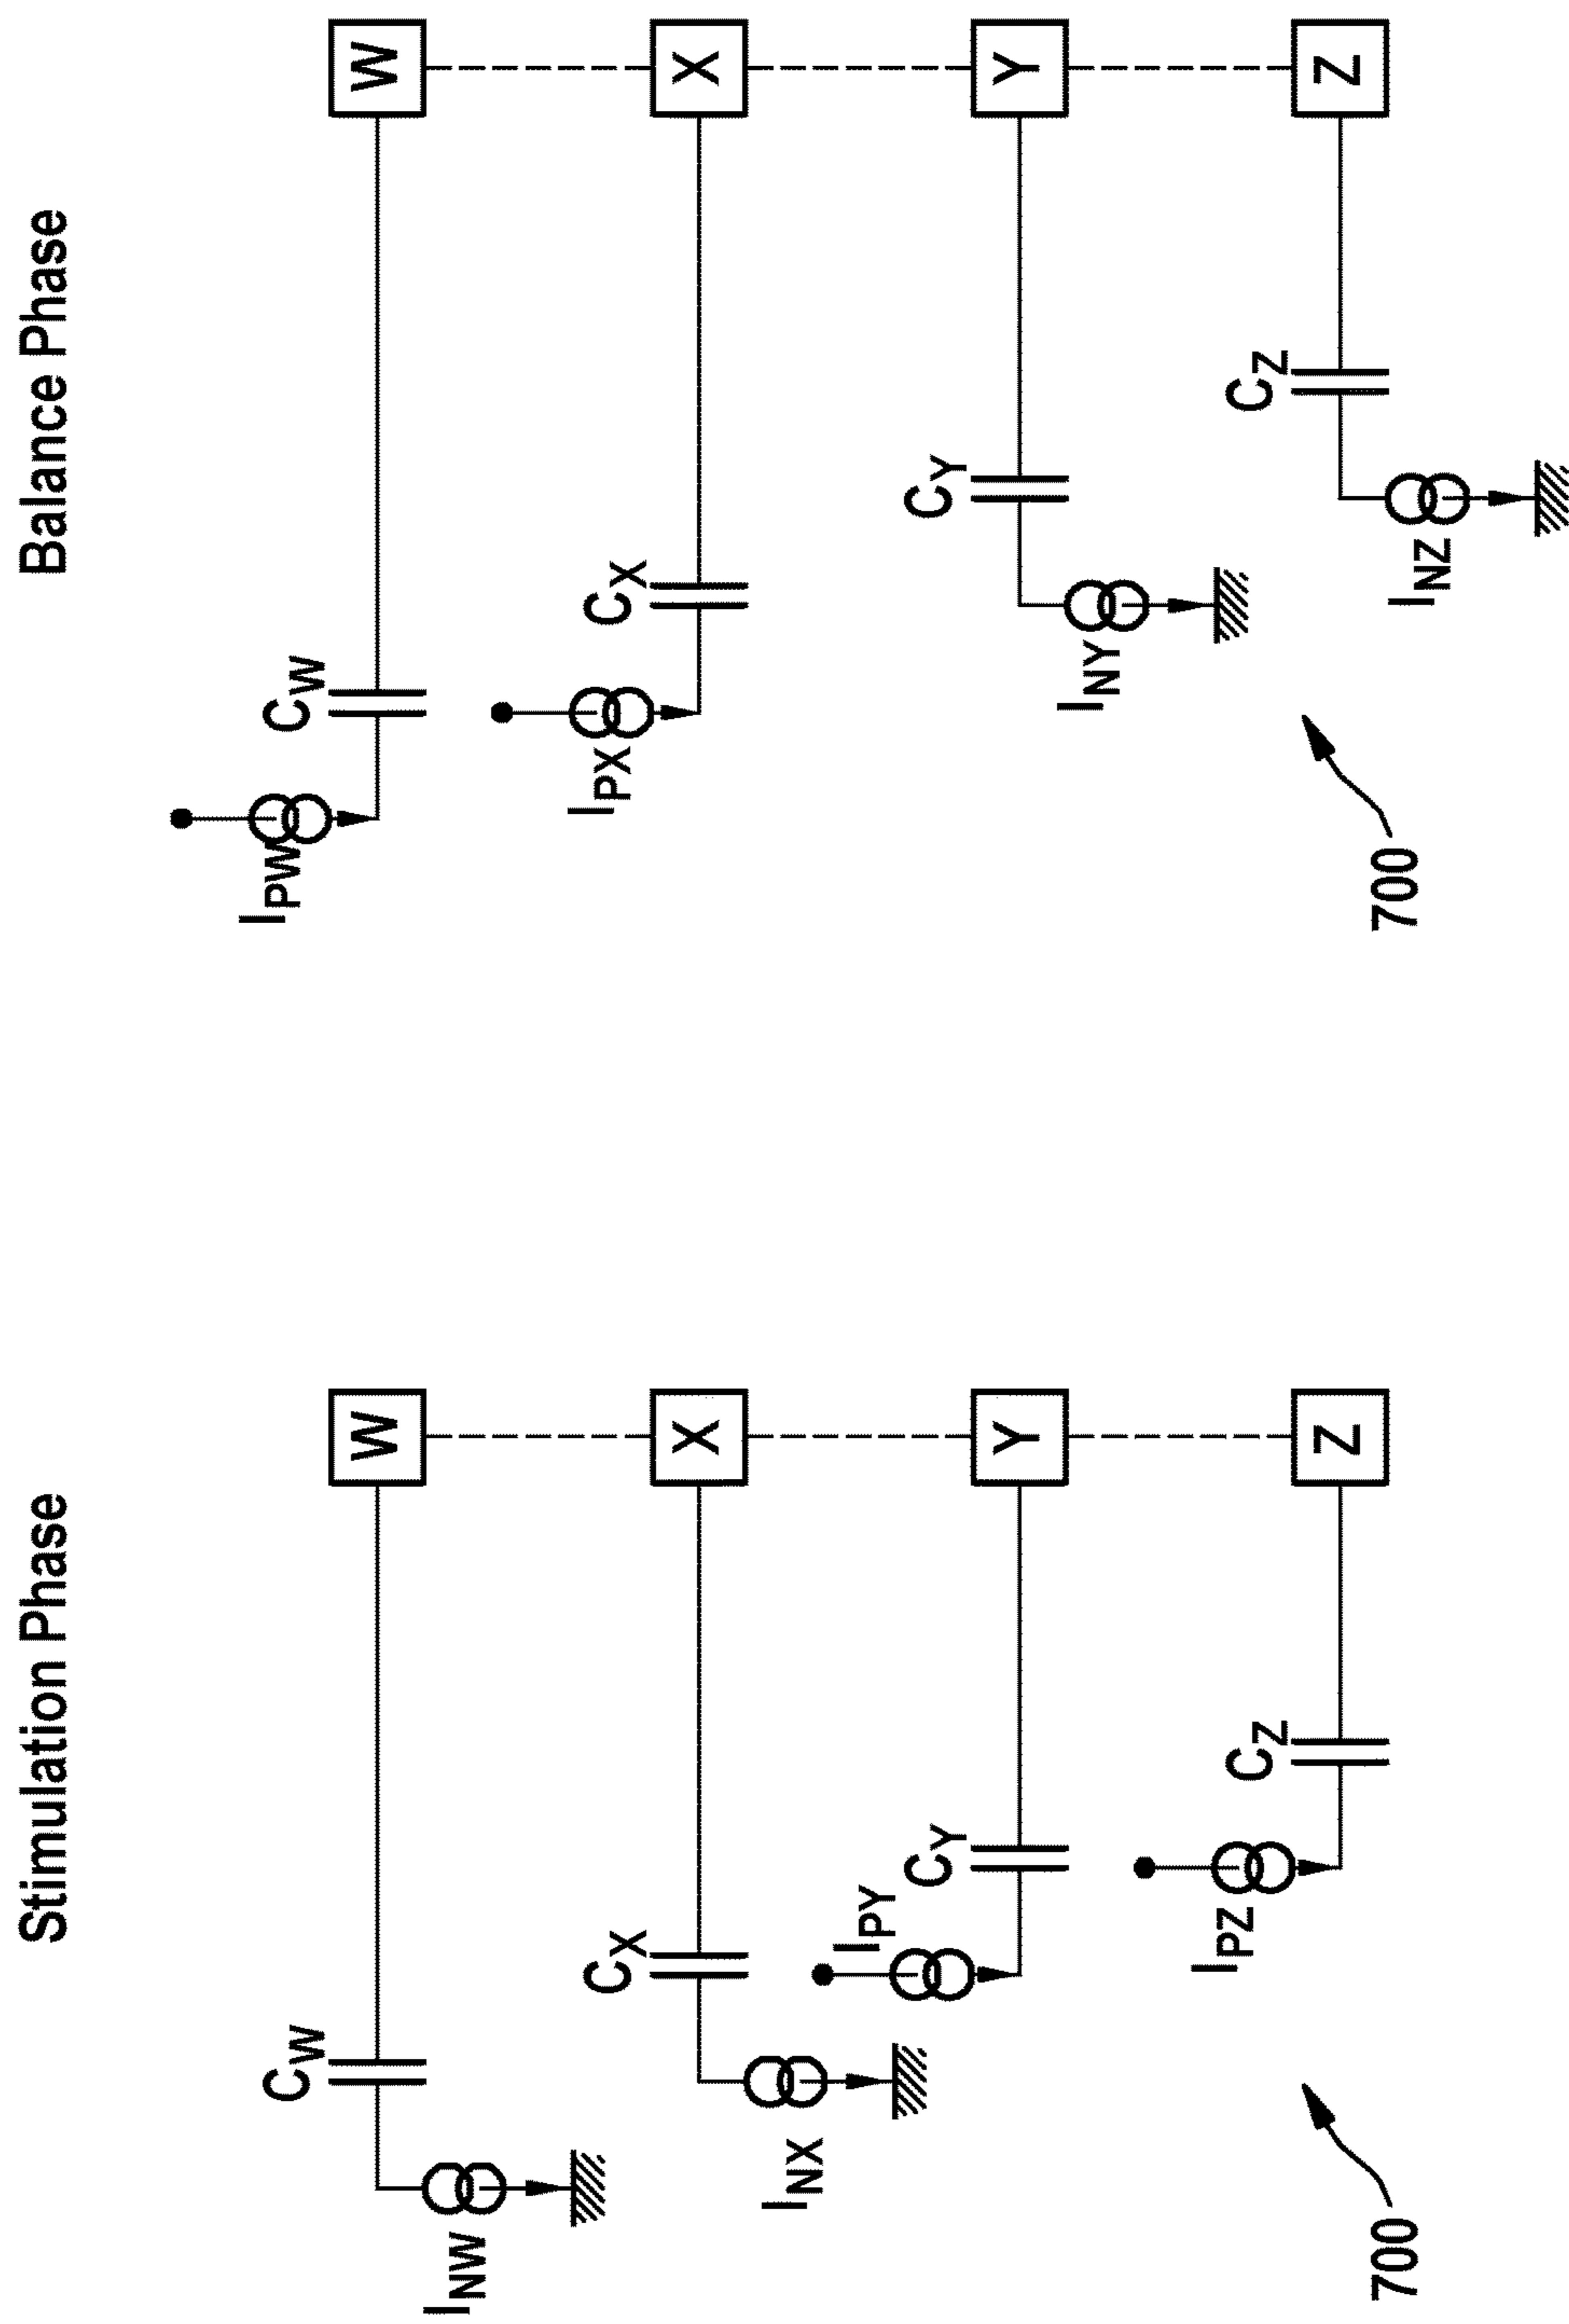 Stimulation Phase
W
C_W
I_NW
X
C_X
I_NX
Y
C_Y
I_PY
Z
C_Z
I_PZ
700
Balance Phase
W
C_W
I_PW
X
C_X
I_PX
Y
C_Y
I_NY
Z
C_Z
I_NZ
700